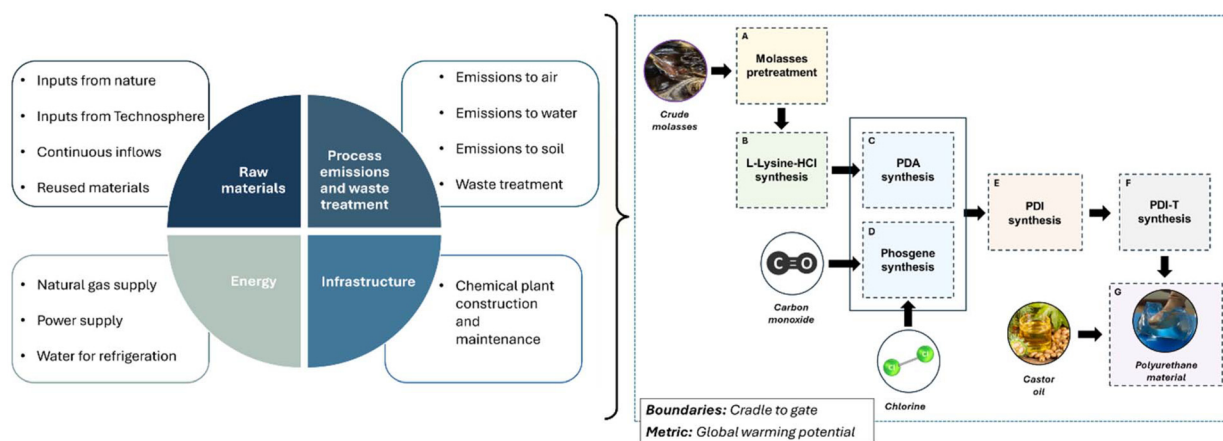 • Inputs from nature
• Inputs from Technosphere
• Continuous inflows
• Reused materials
• Emissions to air
• Emissions to water
• Emissions to soil
• Waste treatment
Raw
materials
Process
emissions
and waste
treatment
Energy
Infrastructure
• Natural gas supply
• Power supply
• Water for refrigeration
• Chemical plant
construction
and
maintenance
Crude
molasses
A
Molasses
pretreatment
B
L-Lysine-HCl
synthesis
C
PDA
synthesis
D
Phosgene
synthesis
E
PDI
synthesis
F
PDI-T
synthesis
C=O
Carbon
monoxide
Cl
Cl
Chlorine
Castor
oil
G
Polyurethane
material
Boundaries: Cradle to gate
Metric: Global warming potential